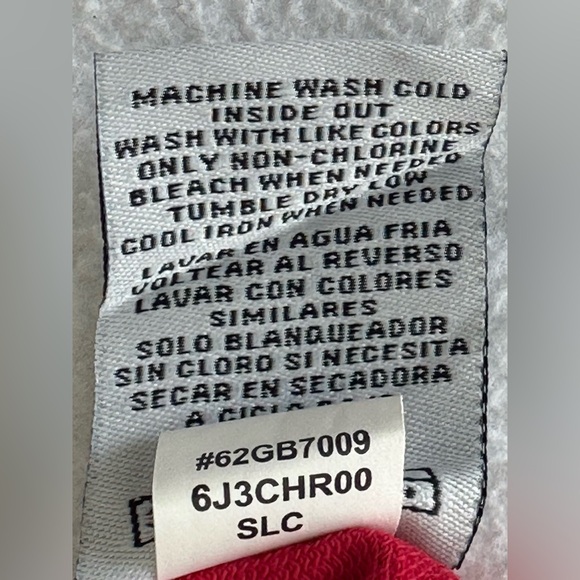 MACHINE WASH COLD
INSIDE OUT
WASH WITH LIKE COLORS
ONLY NON-CHLORINE
BLEACH WHEN NEEDED
TUMBLE DRY LOW
COOL IRON WHEN NEEDED
LAVAR EN AGUA FRIA
VOLTEAR AL REVERSO
LAVAR CON COLORES
SIMILARES
SOLO BLANQUEADOR
SIN CLORO SI NECESITA
SECAR EN SECADORA
A CICLO
#62GB7009
6J3CHR00
SLC